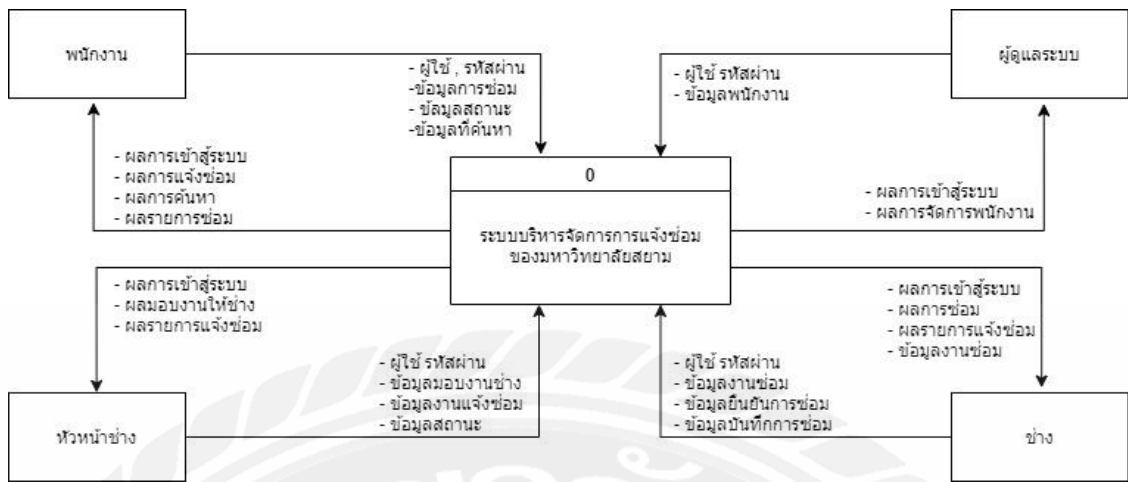 พนักงาน
- ผู้ใช้ , รหัสผ่าน
-ข้อมูลการซ่อม
- ข้ลมูลสถานะ
-ข้อมูลที่ค้นหา
ผู้ดูแลระบบ
- ผู้ใช้ รหัสผ่าน
- ข้อมูลพนักงาน
- ผลการเข้าสู้ระบบ
- ผลการแจ้งซ่อม
- ผลการค้นหา
- ผลรายการซ่อม
0
ระบบบริหารจัดการการแจ้งซ่อม
ของมหาวิทยาลัยสยาม
- ผลการเข้าสู้ระบบ
- ผลการจัดการพนักงาน
- ผลการเข้าสู่ระบบ
- ผลมอบงานให้ช่าง
- ผลรายการแจ้งซ่อม
- ผลการเข้าสู้ระบบ
- ผลการซ่อม
- ผลรายการแจ้งซ่อม
- ข้อมูลงานซ่อม
หัวหน้าช่าง
- ผู้ใช้ รหัสผ่าน
- ข้อมูลมอบงานช่าง
- ข้อมูลงานแจ้งซ่อม
- ข้อมูลสถานะ
- ผู้ใช้ รหัสผ่าน
- ข้อมูลงานซ่อม
- ข้อมูลยืนยันการซ่อม
- ข้อมูลบันทึกการซ่อม
ช่าง